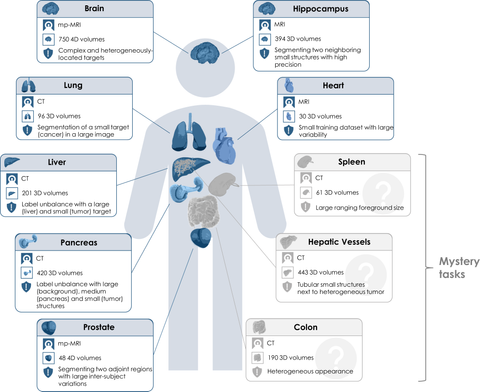 Brain
mp-MRI
750 4D volumes
Complex and heterogeneously-
located targets
Hippocampus
MRI
394 3D volumes
Segmenting two neighboring
small structures with high
precision
Lung
CT
96 3D volumes
Segmentation of a small target
(cancer) in a large image
Heart
MRI
30 3D volumes
Small training dataset with large
variability
Liver
CT
201 3D volumes
Label unbalance with a large
(liver) and small (tumor) target
Spleen
CT
61 3D volumes
Large ranging foreground size
?
Pancreas
CT
420 3D volumes
Label unbalance with large
(background), medium
(pancreas) and small (tumor)
structures
Hepatic Vessels
CT
443 3D volumes
Tubular small structures
next to heterogeneous tumor
?
Mystery
tasks
Prostate
mp-MRI
48 4D volumes
Segmenting two adjoint regions
with large inter-subject
variations
Colon
CT
190 3D volumes
Heterogeneous appearance
?